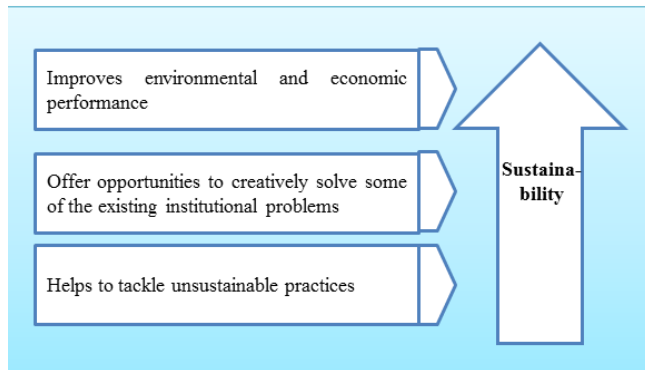 Improves environmental and economic
performance
Offer opportunities to creatively solve some
of the existing institutional problems
Helps to tackle unsustainable practices
Sustaina-
bility